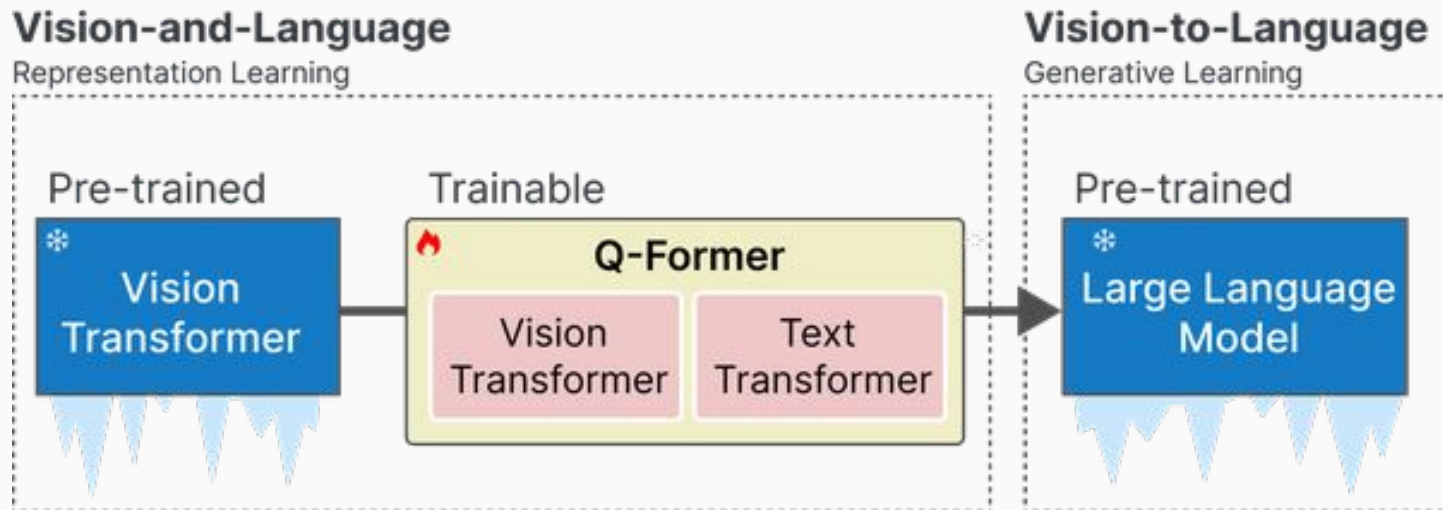 Vision-and-Language
Representation Learning
Pre-trained
Vision
Transformer
Trainable
Q-Former
Vision
Transformer
Text
Transformer
Vision-to-Language
Generative Learning
Pre-trained
Large Language
Model